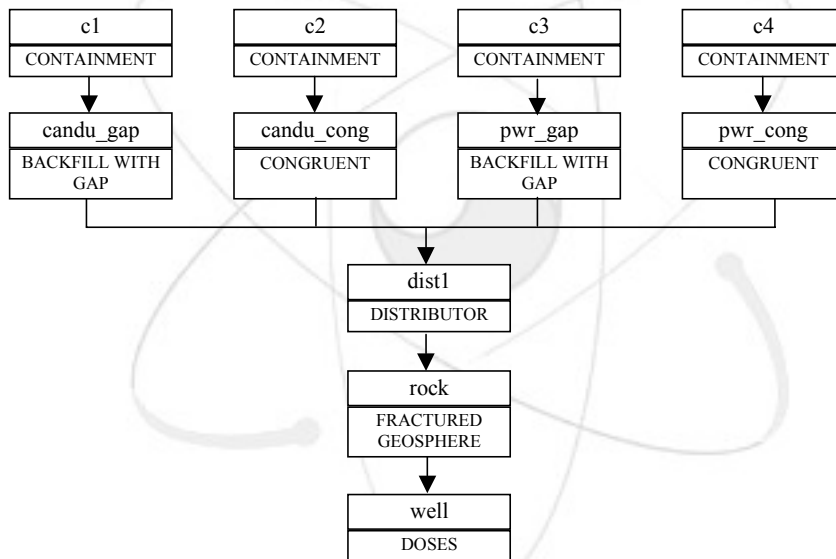 c1
CONTAINMENT
c2
CONTAINMENT
c3
CONTAINMENT
c4
CONTAINMENT
candu_gap
BACKFILL WITH
GAP
candu_cong
CONGRUENT
pwr_gap
BACKFILL WITH
GAP
pwr_cong
CONGRUENT
dist1
DISTRIBUTOR
rock
FRACTURED
GEOSPHERE
well
DOSES